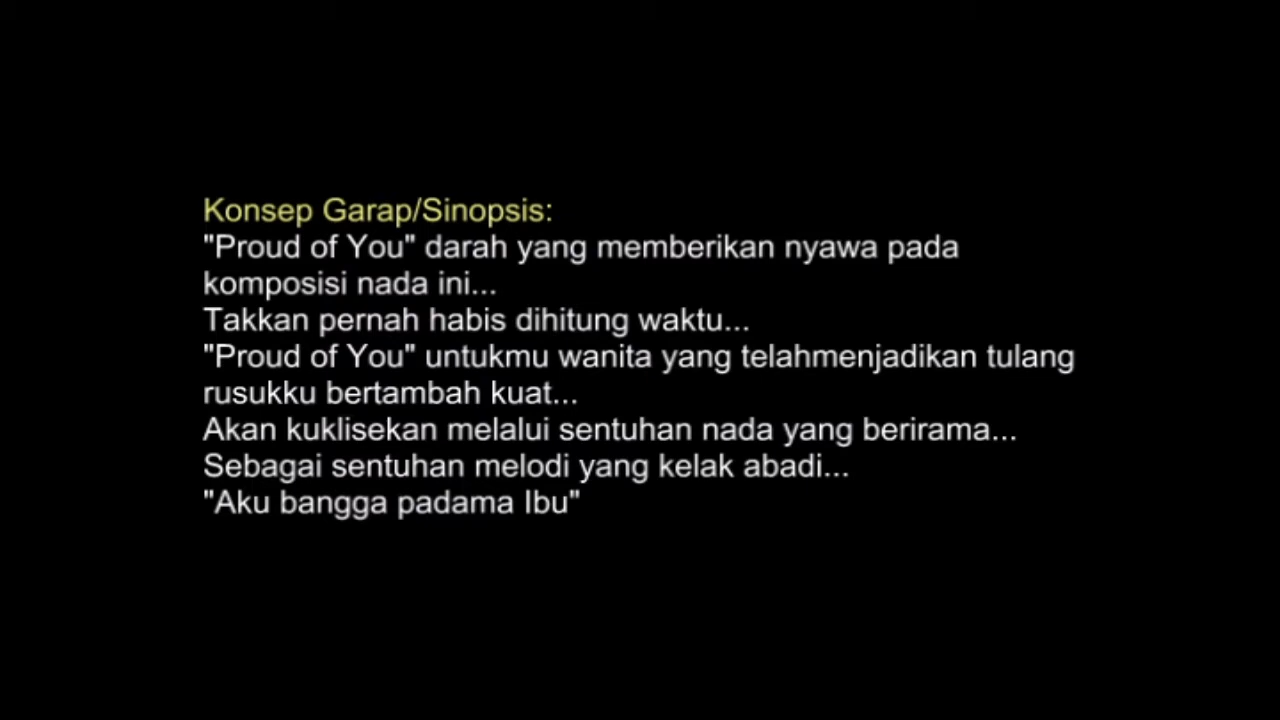 Konsep Garap/Sinopsis:
"Proud of You" darah yang memberikan nyawa pada
komposisi nada ini...
Takkan pernah habis dihitung waktu...
"Proud of You" untukmu wanita yang telahmenjadikan tulang
rusukku bertambah kuat...
Akan kuklisekan melalui sentuhan nada yang berirama...
Sebagai sentuhan melodi yang kelak abadi...
"Aku bangga padama Ibu"